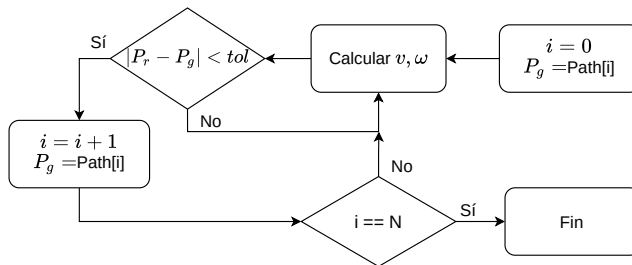 Sí
|P_r − P_g| < tol
Calcular v, ω
i = 0
P_g =Path[i]
No
i = i + 1
P_g =Path[i]
No
i == N
Sí
Fin